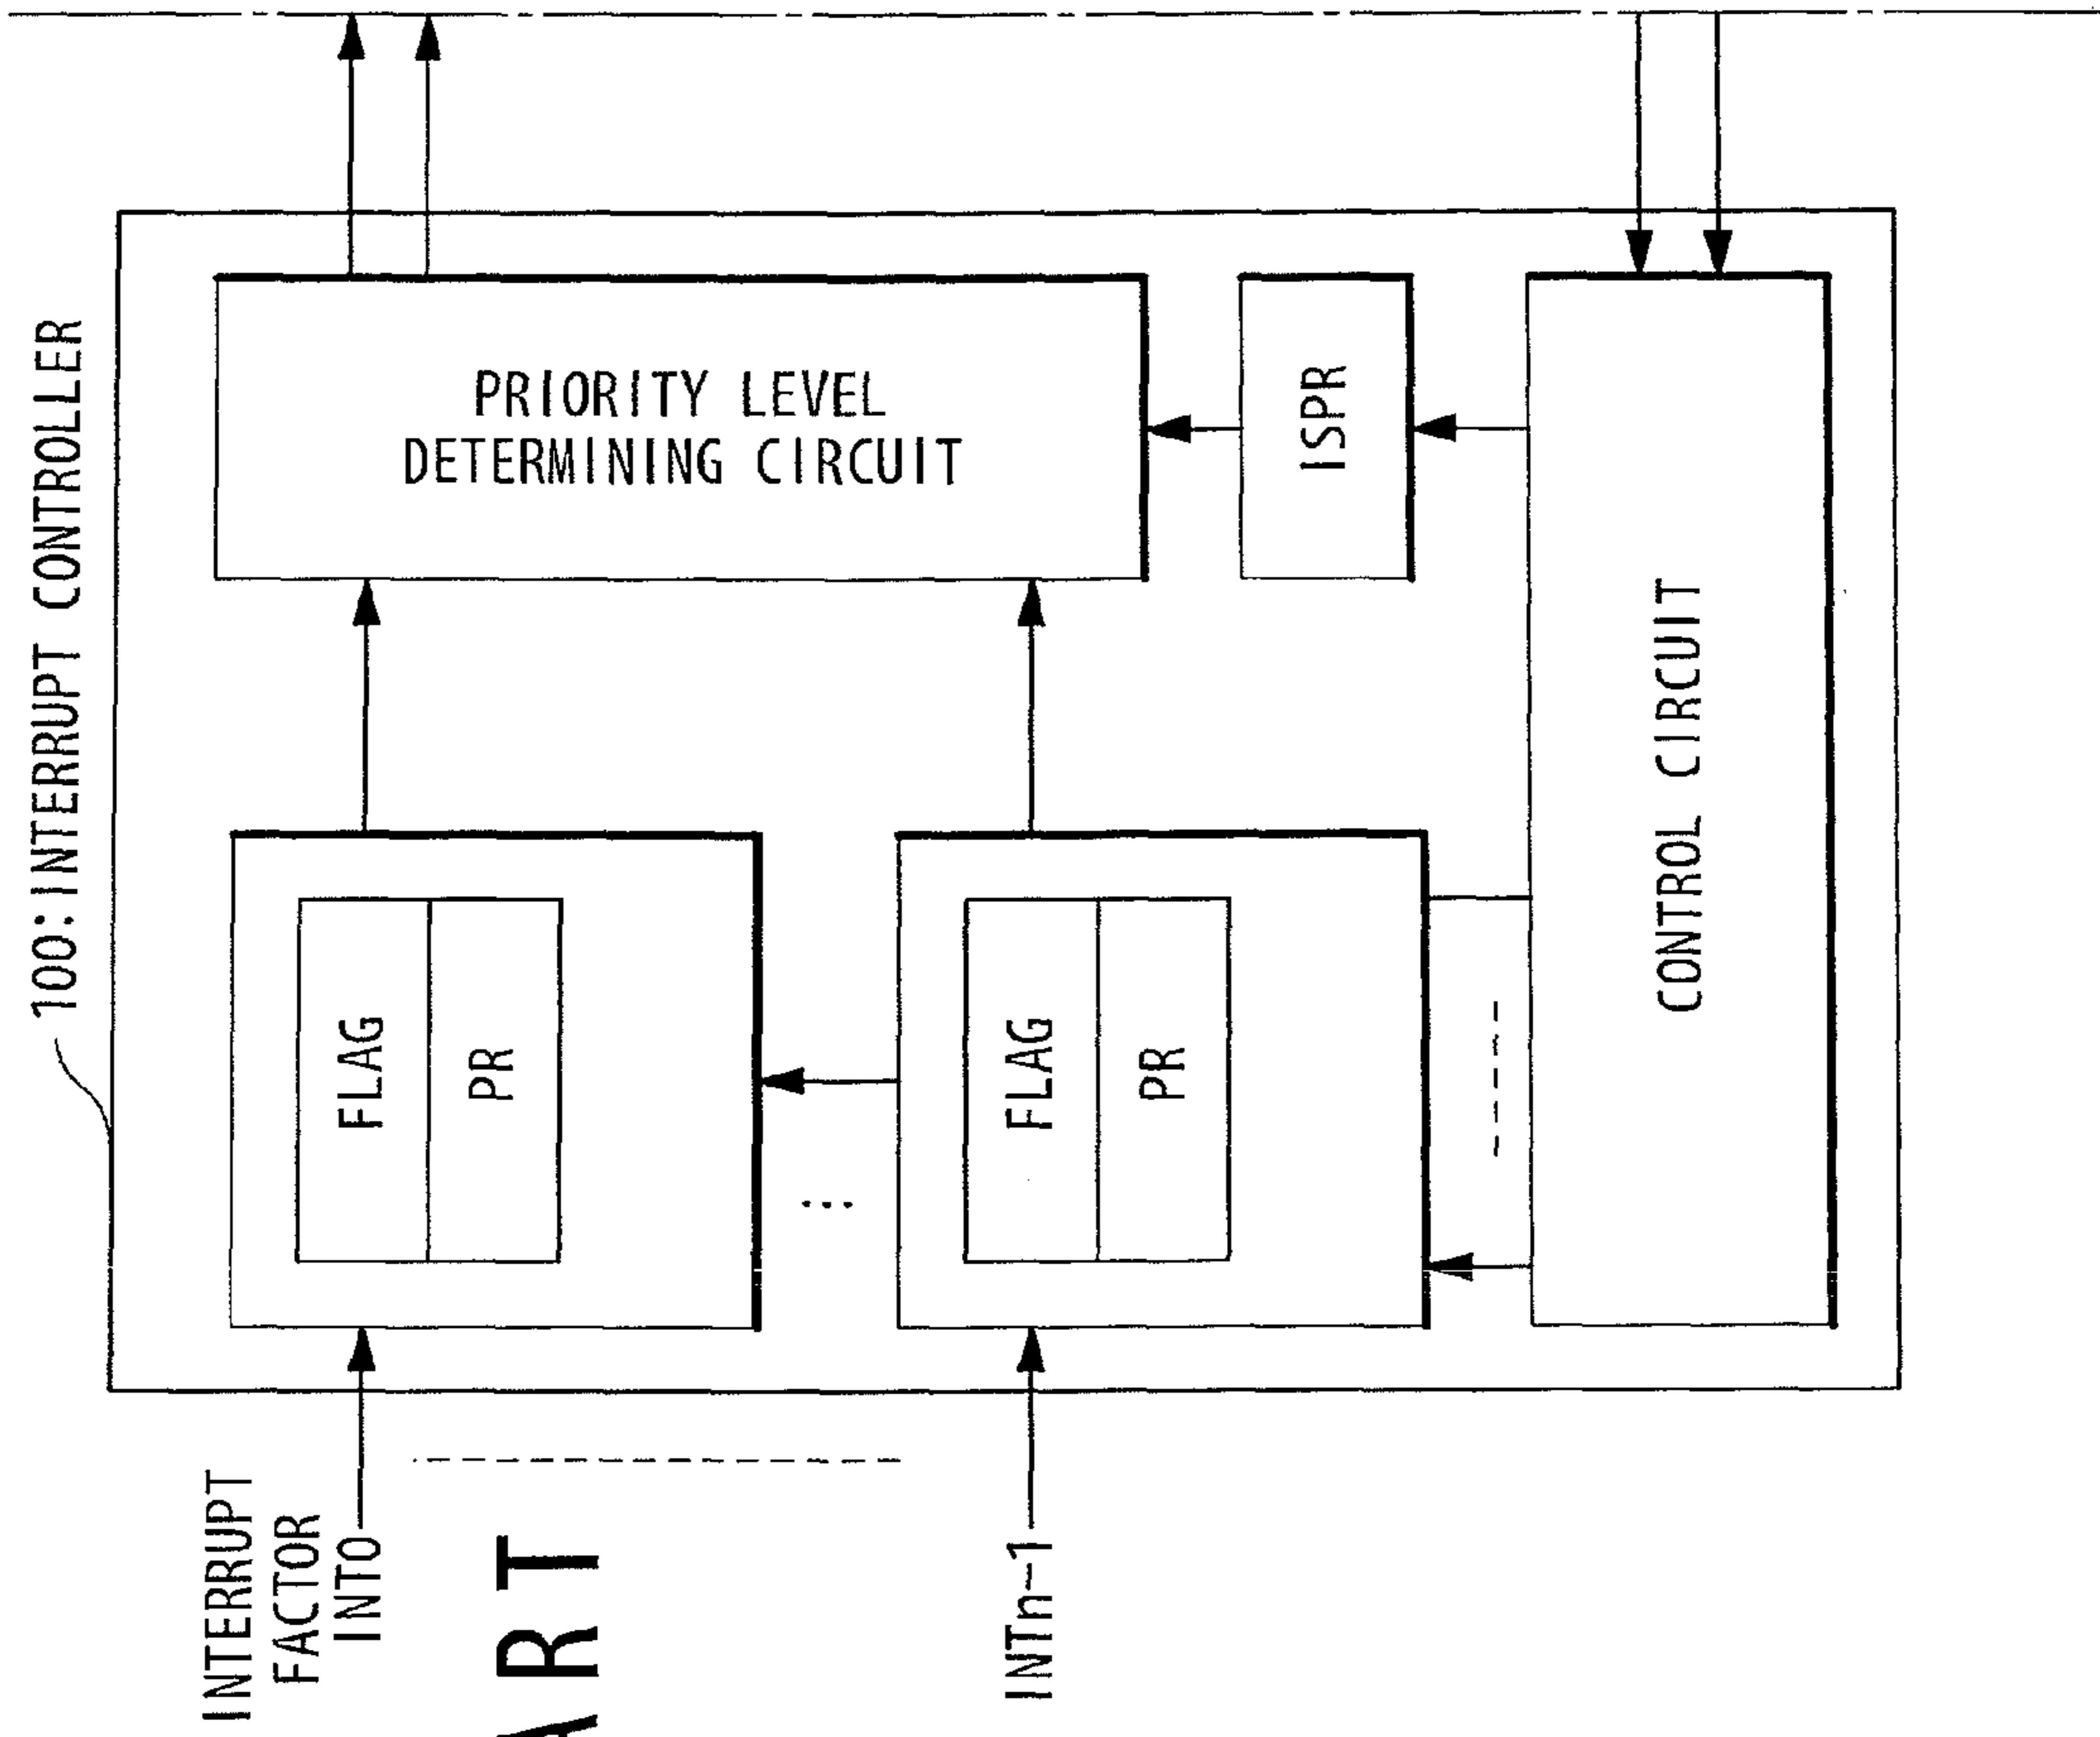 100:INTERRUPT CONTROLLER
INTERRUPT
FACTOR
INT0
FLAG
PR
PRIORITY LEVEL
DETERMINING CIRCUIT
ART
INTn-1
FLAG
PR
ISPR
CONTROL CIRCUIT